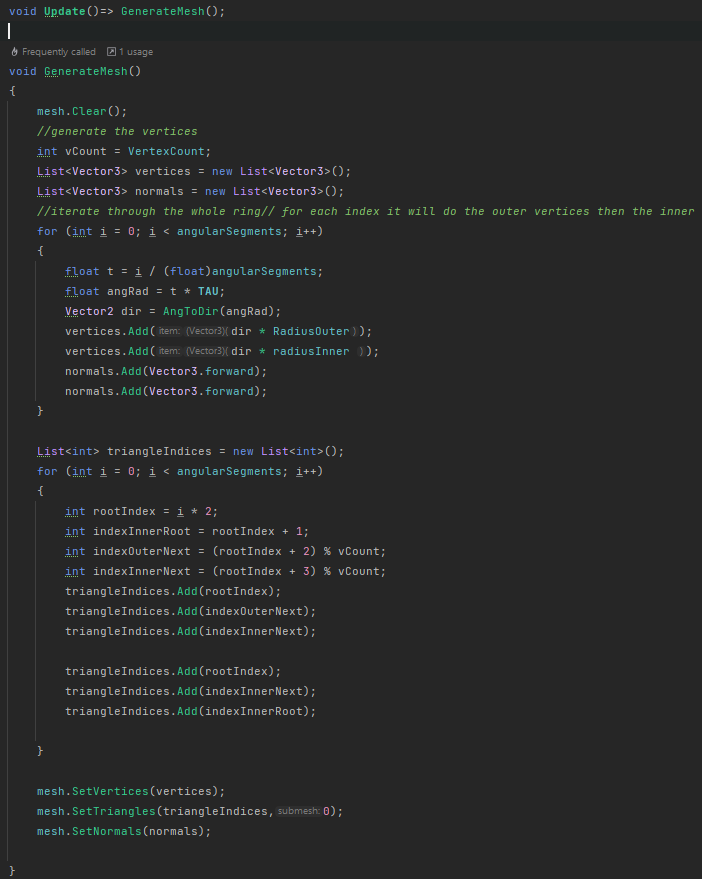 void Update()=> GenerateMesh();
Frequently called 1 usage
void GenerateMesh()
{
mesh.Clear();
//generate the vertices
int vCount = VertexCount;
List<Vector3> vertices = new List<Vector3>();
List<Vector3> normals = new List<Vector3>();
//iterate through the whole ring// for each index it will do the outer vertices then the inner
for (int i = 0; i < angularSegments; i++)
{
float t = i / (float)angularSegments;
float angRad = t * TAU;
Vector2 dir = AngToDir(angRad);
vertices.Add(item: (Vector3)(dir * RadiusOuter));
vertices.Add(item: (Vector3)(dir * radiusInner ));
normals.Add(Vector3.forward);
normals.Add(Vector3.forward);
}
List<int> triangleIndices = new List<int>();
for (int i = 0; i < angularSegments; i++)
{
int rootIndex = i * 2;
int indexInnerRoot = rootIndex + 1;
int indexOuterNext = (rootIndex + 2) % vCount;
int indexInnerNext = (rootIndex + 3) % vCount;
triangleIndices.Add(rootIndex);
triangleIndices.Add(indexOuterNext);
triangleIndices.Add(indexInnerNext);
triangleIndices.Add(rootIndex);
triangleIndices.Add(indexInnerNext);
triangleIndices.Add(indexInnerRoot);
}
mesh.SetVertices(vertices);
mesh.SetTriangles(triangleIndices, submesh: 0);
mesh.SetNormals(normals);
}